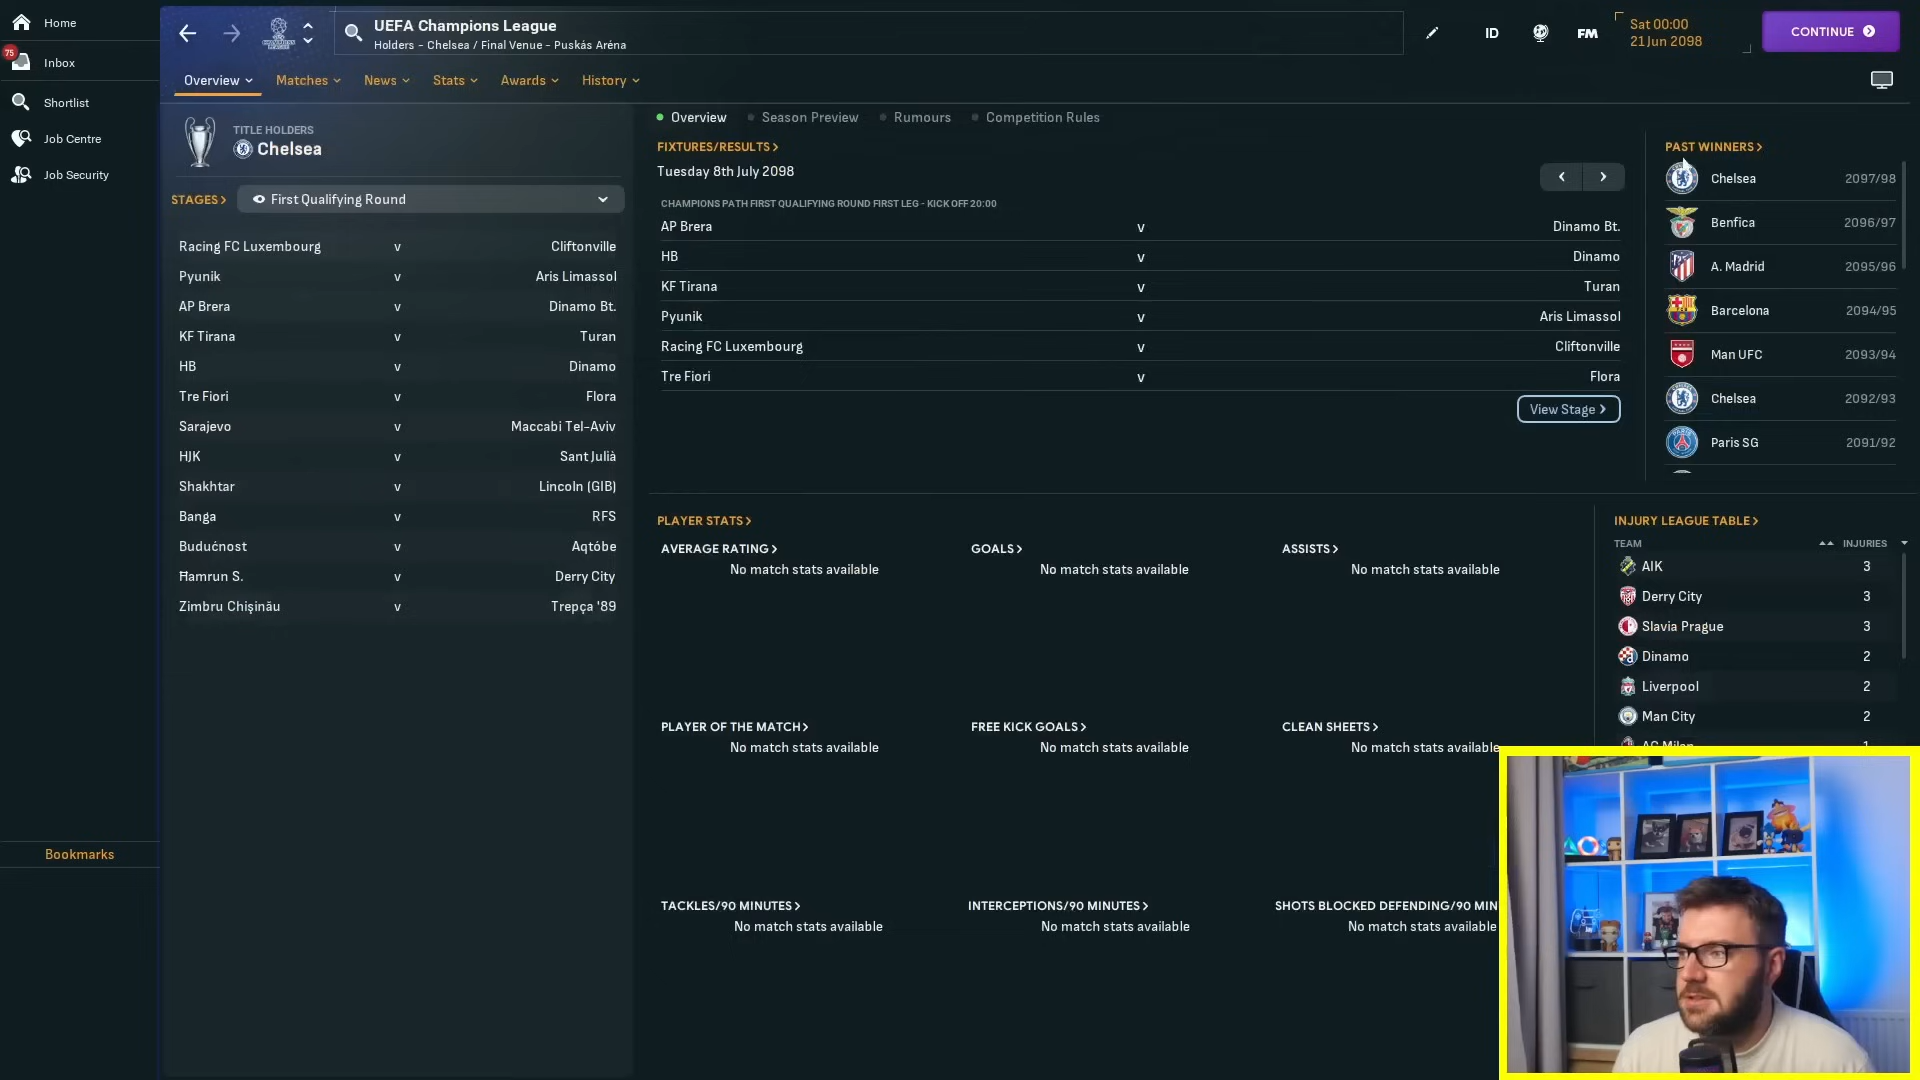 Home
75
Inbox
Shortlist
Job Centre
Job Security
Bookmarks
UEFA Champions League
Holders - Chelsea / Final Venue - Puskás Aréna
ID
FM
Sat 00:00
21 Jun 2098
CONTINUE
Overview
Matches
News
Stats
Awards
History
TITLE HOLDERS
Chelsea
STAGES
First Qualifying Round
Racing FC Luxembourg v Cliftonville
Pyunik v Aris Limassol
AP Brera v Dinamo Bt.
KF Tirana v Turan
HB v Dinamo
Tre Fiori v Flora
Sarajevo v Maccabi Tel-Aviv
HJK v Sant Julià
Shakhtar v Lincoln (GIB)
Banga v RFS
Budućnost v Aqtóbe
Ħamrun S. v Derry City
Zimbru Chişinău v Trepça '89
Overview
Season Preview
Rumours
Competition Rules
FIXTURES/RESULTS
Tuesday 8th July 2098
CHAMPIONS PATH FIRST QUALIFYING ROUND FIRST LEG - KICK OFF 20:00
AP Brera v Dinamo Bt.
HB v Dinamo
KF Tirana v Turan
Pyunik v Aris Limassol
Racing FC Luxembourg v Cliftonville
Tre Fiori v Flora
View Stage
PAST WINNERS
Chelsea 2097/98
Benfica 2096/97
A. Madrid 2095/96
Barcelona 2094/95
Man UFC 2093/94
Chelsea 2092/93
Paris SG 2091/92
PLAYER STATS
AVERAGE RATING
No match stats available
GOALS
No match stats available
ASSISTS
No match stats available
PLAYER OF THE MATCH
No match stats available
FREE KICK GOALS
No match stats available
CLEAN SHEETS
No match stats available
TACKLES/90 MINUTES
No match stats available
INTERCEPTIONS/90 MINUTES
No match stats available
SHOTS BLOCKED DEFENDING/90 MIN
No match stats available
INJURY LEAGUE TABLE
TEAM INJURIES
AIK 3
Derry City 3
Slavia Prague 3
Dinamo 2
Liverpool 2
Man City 2
AC Milan 1